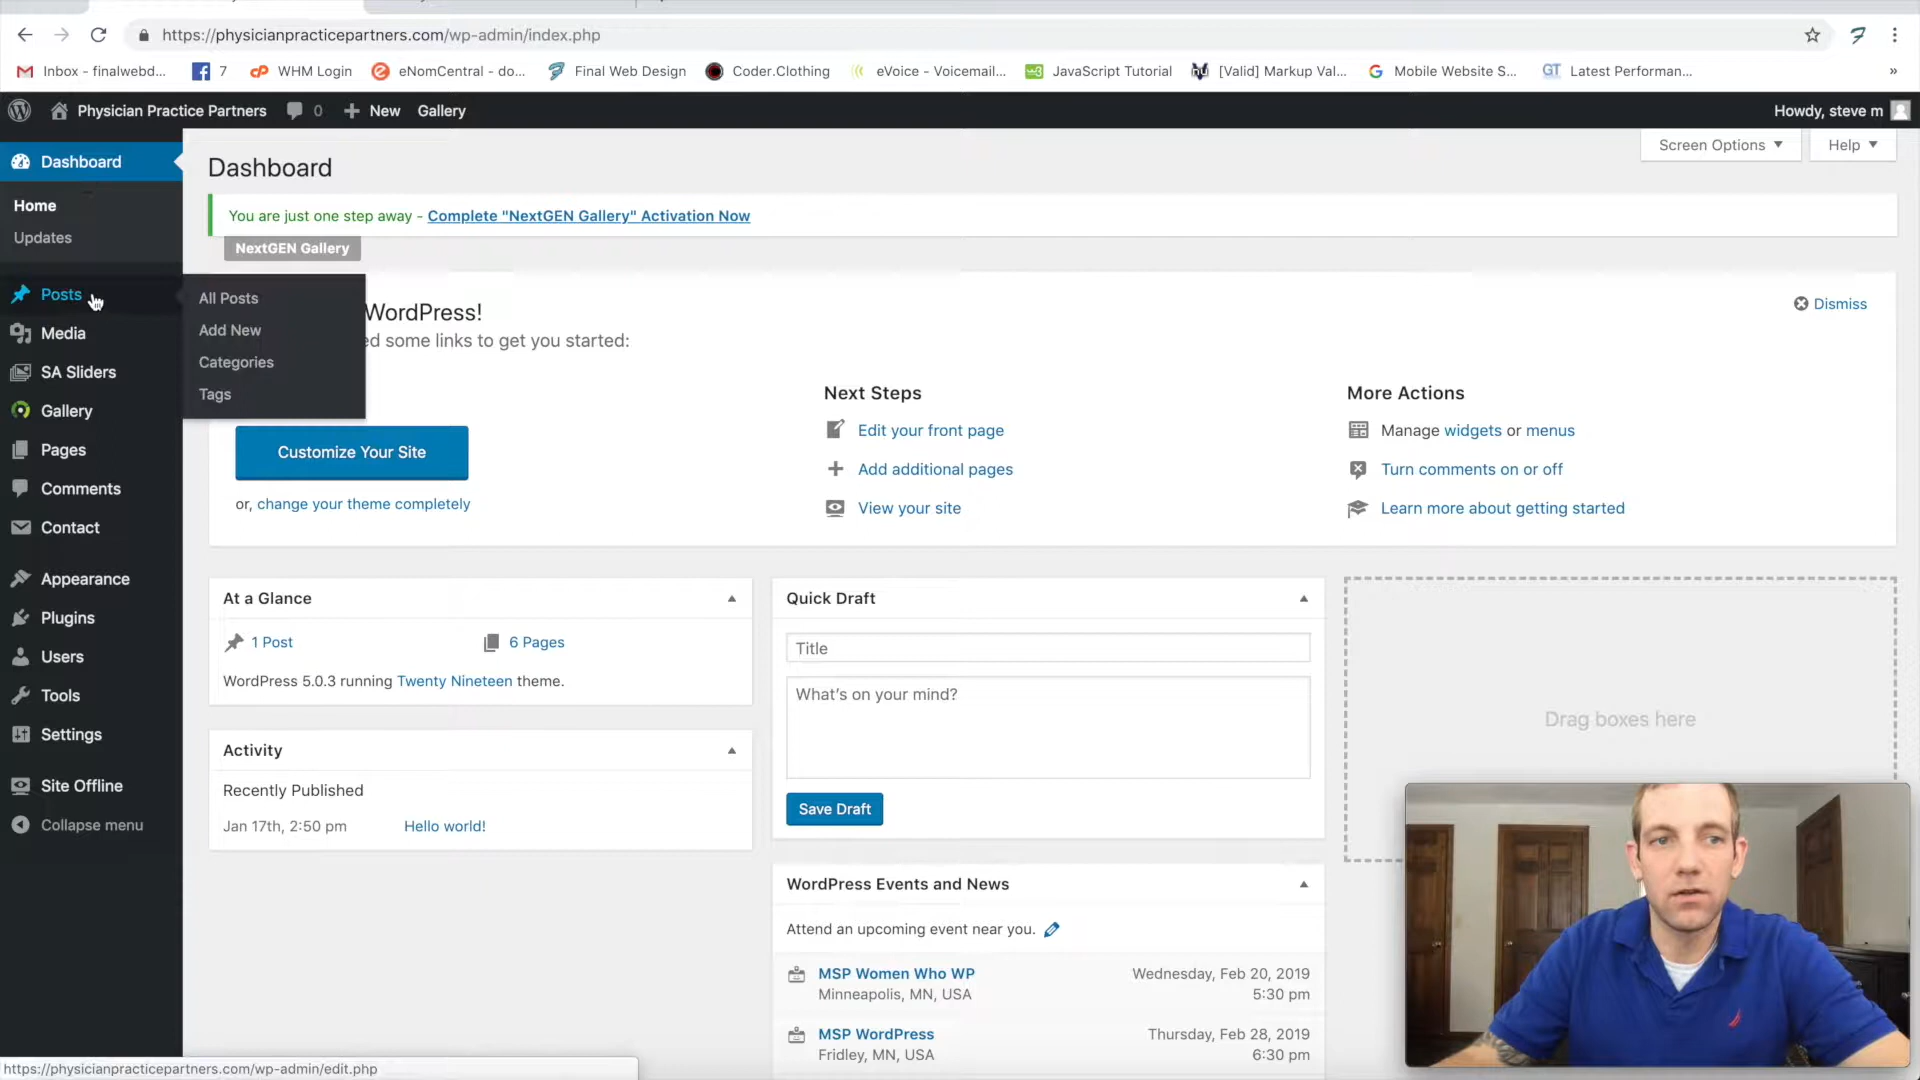 https://physicianpracticepartners.com/wp-admin/index.php
Inbox - finalwebd... 7 WHM Login eNomCentral - do... Final Web Design Coder.Clothing eVoice - Voicemail... JavaScript Tutorial [Valid] Markup Val... Mobile Website S... GT Latest Performan... »
Physician Practice Partners 0 New Gallery Howdy, steve m
Dashboard
Home
Updates
Posts
Media
SA Sliders
Gallery
Pages
Comments
Contact
Appearance
Plugins
Users
Tools
Settings
Site Offline
Collapse menu
All Posts
Add New
Categories
Tags
Screen Options Help
Dashboard
You are just one step away - Complete "NextGEN Gallery" Activation Now
NextGEN Gallery
WordPress!
ed some links to get you started:
Dismiss
Customize Your Site
or, change your theme completely
Next Steps
Edit your front page
Add additional pages
View your site
More Actions
Manage widgets or menus
Turn comments on or off
Learn more about getting started
At a Glance
1 Post 6 Pages
WordPress 5.0.3 running Twenty Nineteen theme.
Activity
Recently Published
Jan 17th, 2:50 pm Hello world!
Quick Draft
Title
What's on your mind?
Save Draft
WordPress Events and News
Attend an upcoming event near you.
MSP Women Who WP Wednesday, Feb 20, 2019
Minneapolis, MN, USA 5:30 pm
MSP WordPress Thursday, Feb 28, 2019
Fridley, MN, USA 6:30 pm
Drag boxes here
https://physicianpracticepartners.com/wp-admin/edit.php